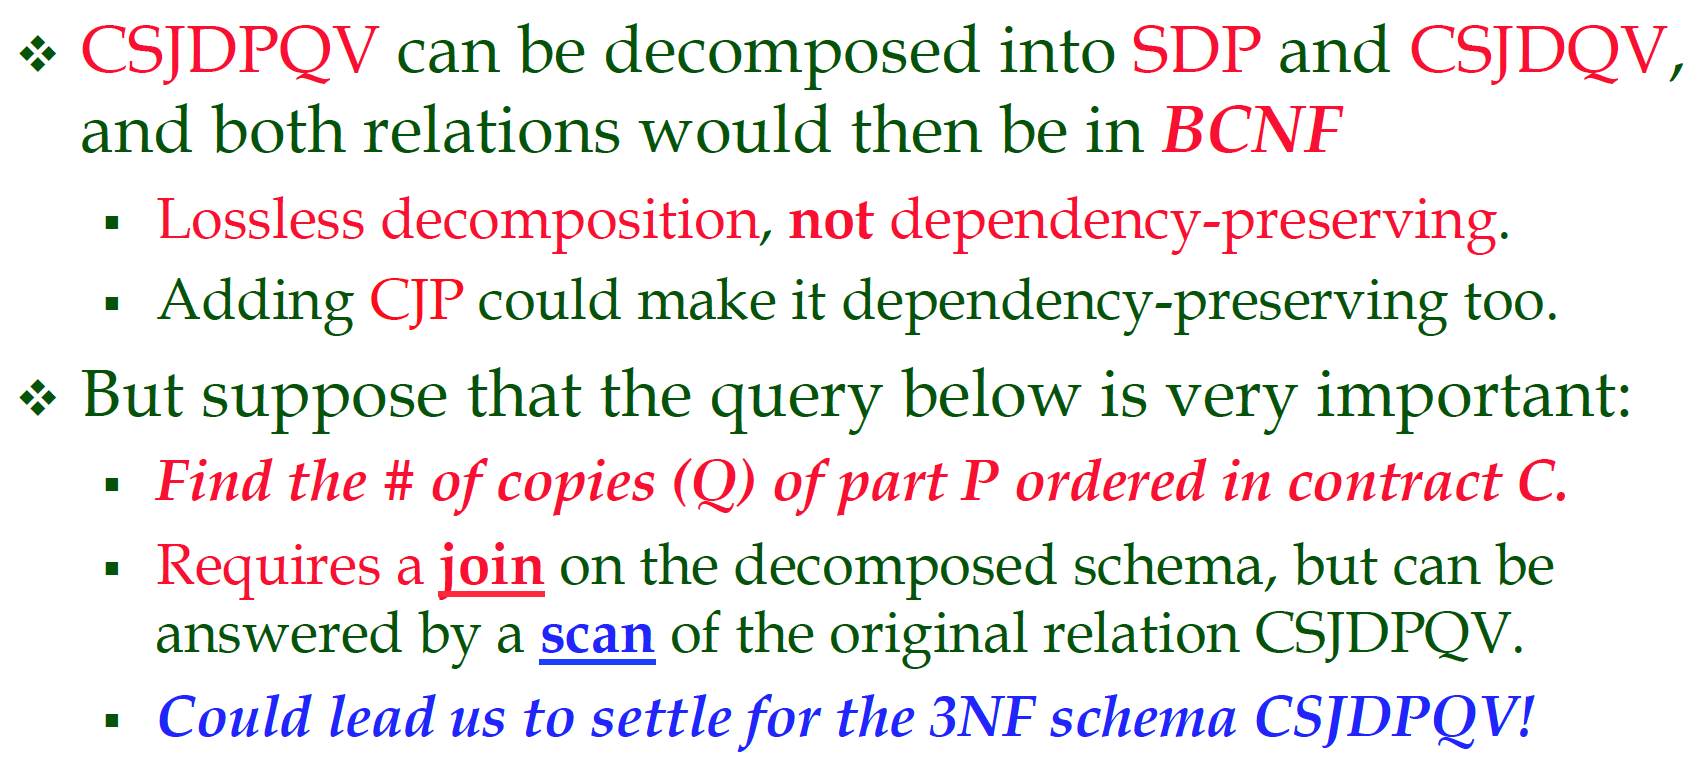 ❖ CSJDPQV can be decomposed into SDP and CSJDQV,
and both relations would then be in BCNF
▪ Lossless decomposition, not dependency-preserving.
▪ Adding CJP could make it dependency-preserving too.
❖ But suppose that the query below is very important:
▪ Find the # of copies (Q) of part P ordered in contract C.
▪ Requires a join on the decomposed schema, but can be
answered by a scan of the original relation CSJDPQV.
▪ Could lead us to settle for the 3NF schema CSJDPQV!